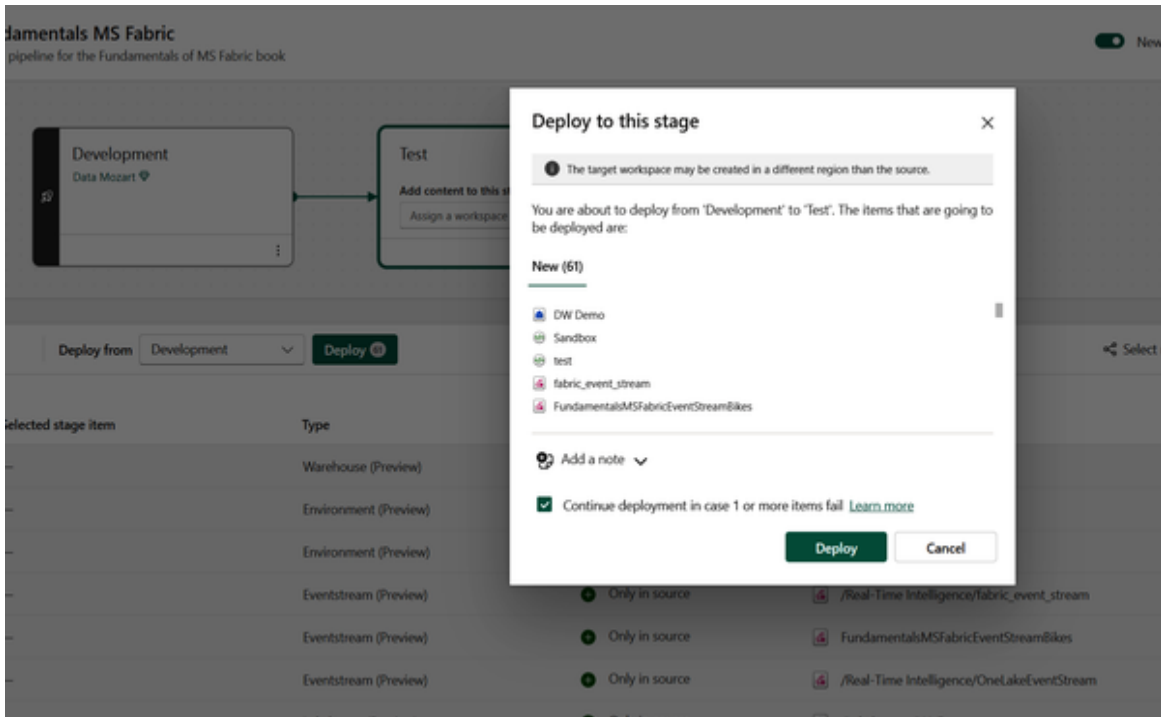 damentals MS Fabric
pipeline for the Fundamentals of MS Fabric book
New
Development
Data Mozart
Test
Add content to this st
Assign a workspace
Deploy from
Development
Deploy 61
Select
Selected stage item
Type
Warehouse (Preview)
Environment (Preview)
Environment (Preview)
Eventstream (Preview)
Only in source
/Real-Time Intelligence/fabric_event_stream
Eventstream (Preview)
Only in source
FundamentalsMSFabricEventStreamBikes
Eventstream (Preview)
Only in source
/Real-Time Intelligence/OneLakeEventStream
Deploy to this stage
The target workspace may be created in a different region than the source.
You are about to deploy from 'Development' to 'Test'. The items that are going to
be deployed are:
New (61)
DW Demo
Sandbox
test
fabric_event_stream
FundamentalsMSFabricEventStreamBikes
Add a note
Continue deployment in case 1 or more items fail Learn more
Deploy
Cancel